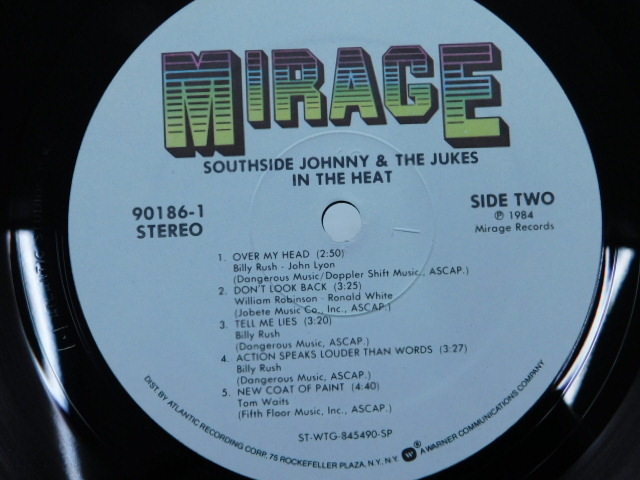 MIRAGE
SOUTHSIDE JOHNNY & THE JUKES
IN THE HEAT
90186-1
STEREO
SIDE TWO
℗ 1984
Mirage Records
1. OVER MY HEAD (2:50)
Billy Rush - John Lyon
(Dangerous Music/Doppler Shift Music., ASCAP.)
2. DON'T LOOK BACK (3:25)
William Robinson - Ronald White
(Jobete Music Co., Inc., ASCAP.)
3. TELL ME LIES (3:20)
Billy Rush
(Dangerous Music, ASCAP.)
4. ACTION SPEAKS LOUDER THAN WORDS (3:27)
Billy Rush
(Dangerous Music, ASCAP.)
5. NEW COAT OF PAINT (4:40)
Tom Waits
(Fifth Floor Music, Inc., ASCAP.)
ST-WTG-845490-SP
DIST BY ATLANTIC RECORDING CORP. 75 ROCKEFELLER PLAZA, N.Y., N.Y. ® A WARNER COMMUNICATIONS COMPANY